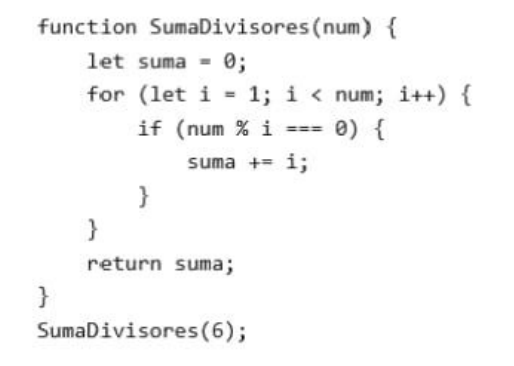 function SumaDivisores(num) {
    let suma = 0;
    for (let i = 1; i < num; i++) {
        if (num % i === 0) {
            suma += i;
        }
    }
    return suma;
}
SumaDivisores(6);